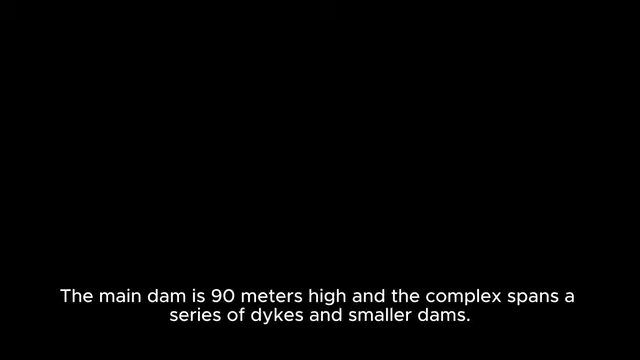 The main dam is 90 meters high and the complex spans a
series of dykes and smaller dams.